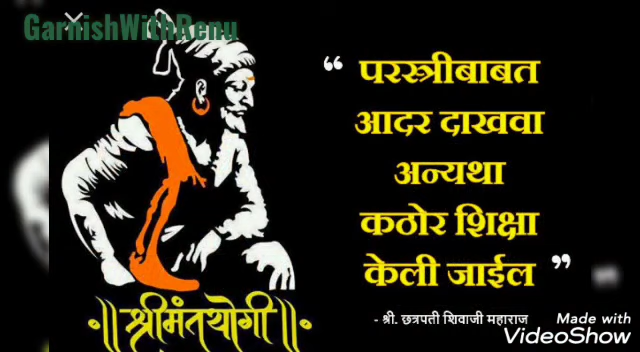 GarnishWithRenu
“ परस्त्रीबाबत
आदर दाखवा
अन्यथा
कठोर शिक्षा
केली जाईल ”
- श्री. छत्रपती शिवाजी महाराज
॥श्रीमंतयोगी॥
Made with
VideoShow